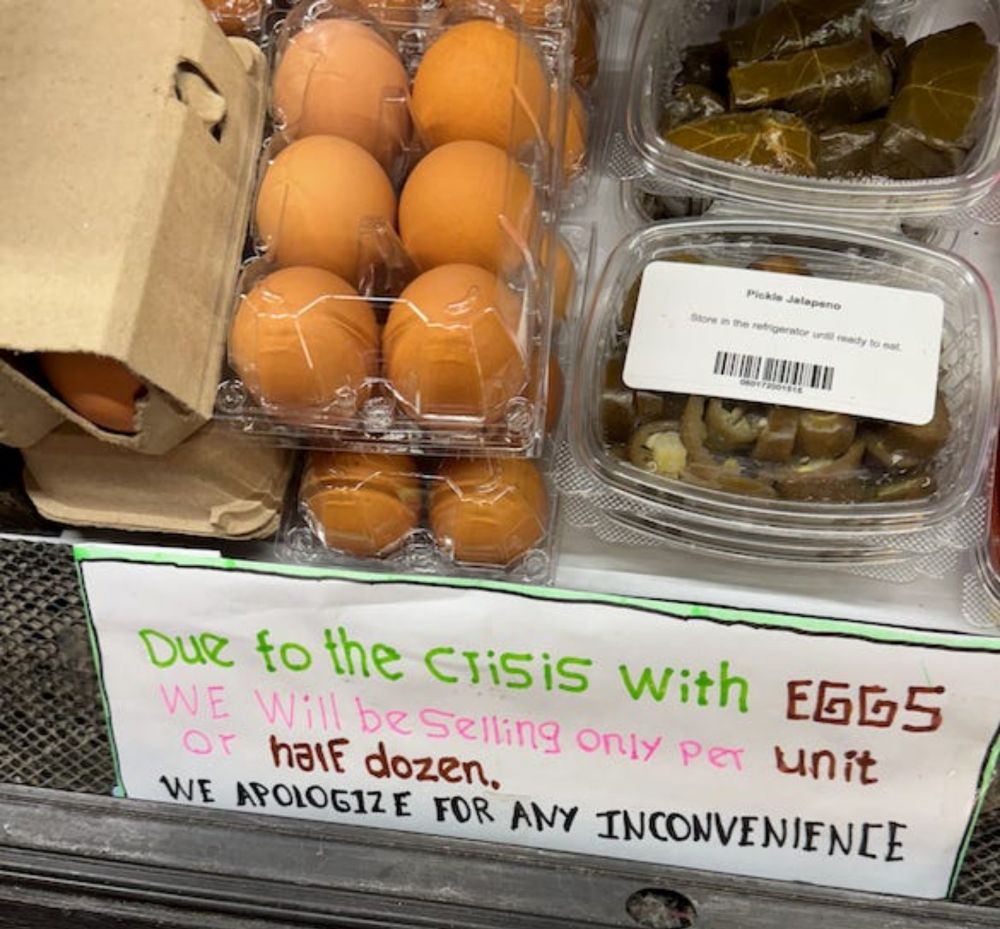 Pickle Jalapeno
Store in the refrigerator until ready to eat.
Due to the crisis with EGGS
WE Will be Selling only per unit
or half dozen.
WE APOLOGIZE FOR ANY INCONVENIENCE